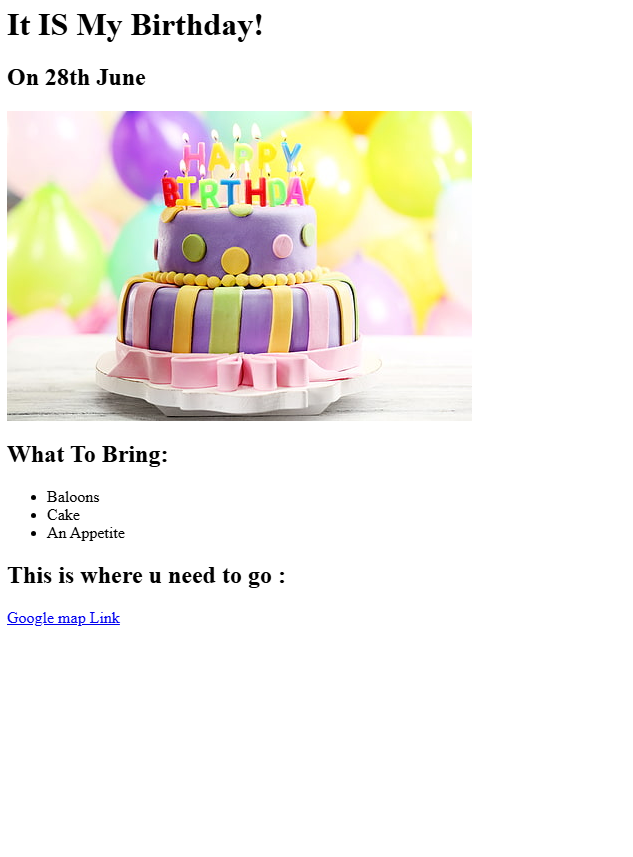 It IS My Birthday!
On 28th June
HAPPY
BIRTHDAY
What To Bring:
Baloons
Cake
An Appetite
This is where u need to go :
Google map Link